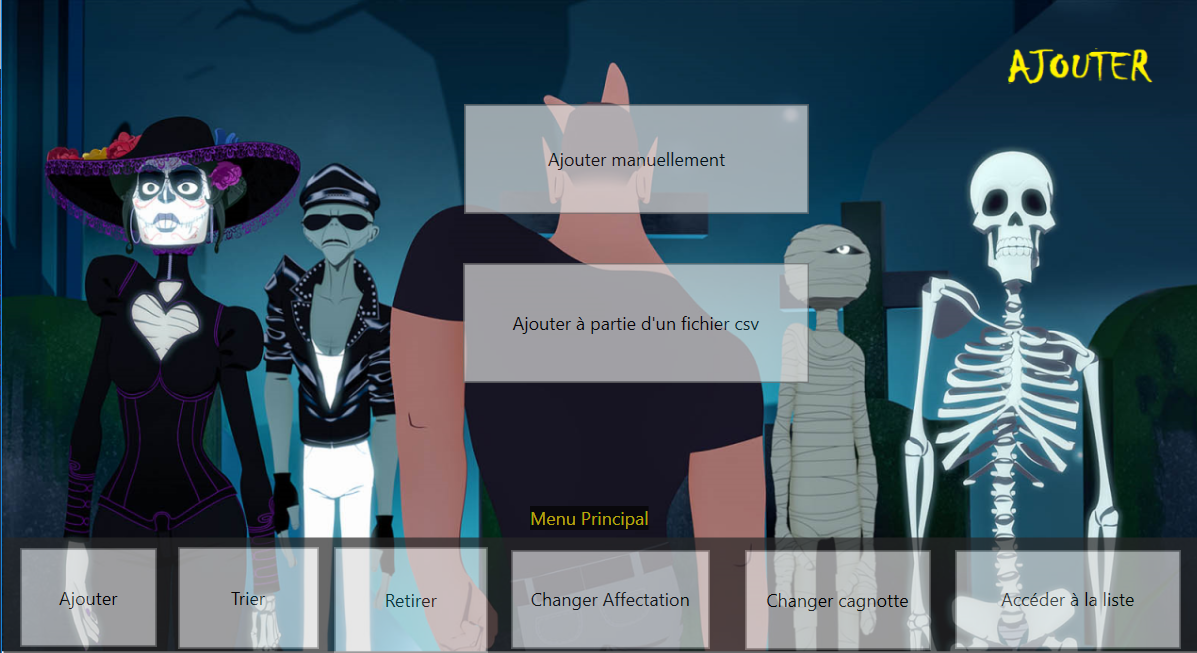 AJOUTER
Ajouter manuellement
Ajouter à partie d'un fichier csv
Menu Principal
Ajouter
Trier
Retirer
Changer Affectation
Changer cagnotte
Accéder à la liste